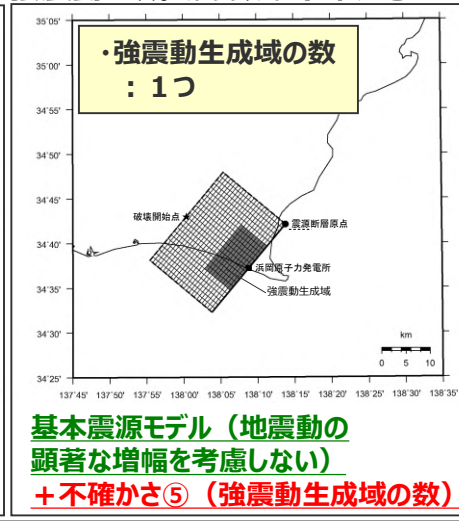 ・強震動生成域の数
：1つ
35°05'
35°00'
34°55'
34°50'
34°45'
34°40'
34°35'
34°30'
34°25'
破壊開始点
震源断層原点
浜岡原子力発電所
強震動生成域
km
0 5 10
137°45' 137°50' 137°55' 138°00' 138°05' 138°10' 138°15' 138°20' 138°25' 138°30' 138°35'
基本震源モデル（地震動の
顕著な増幅を考慮しない）
＋不確かさ⑤（強震動生成域の数）